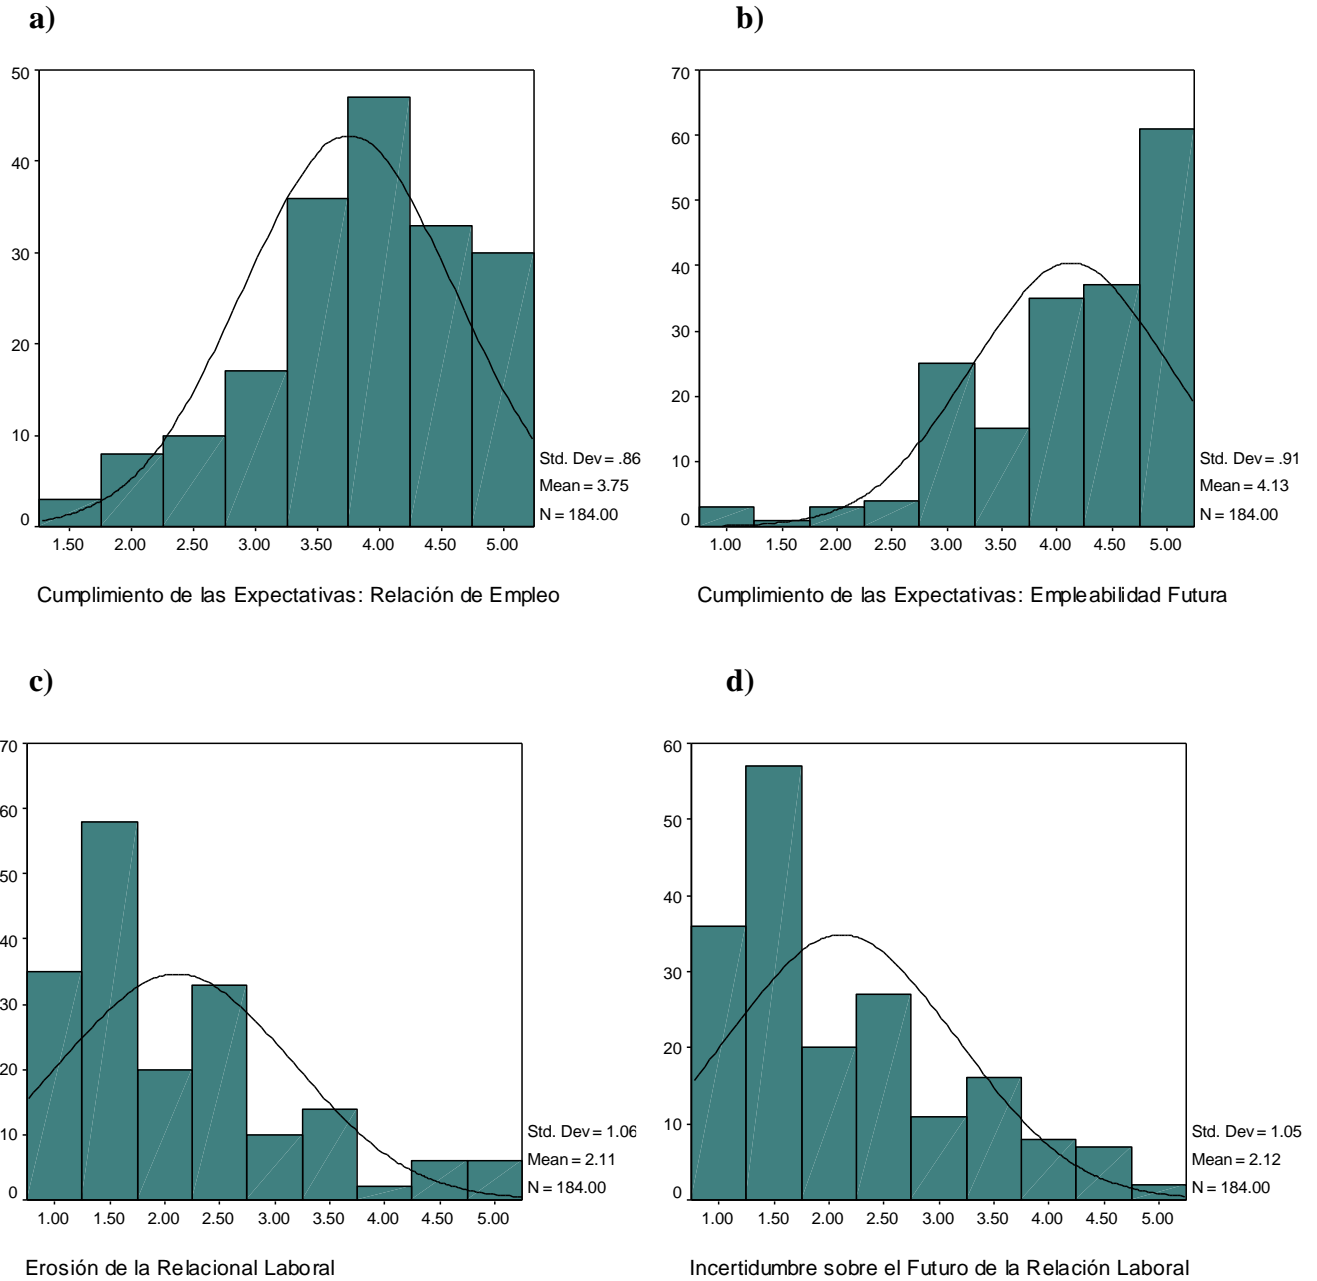 a)
50
40
30
20
10
0
1.50 2.00 2.50 3.00 3.50 4.00 4.50 5.00
Std. Dev = .86
Mean = 3.75
N = 184.00
Cumplimiento de las Expectativas: Relación de Empleo
b)
70
60
50
40
30
20
10
0
1.00 1.50 2.00 2.50 3.00 3.50 4.00 4.50 5.00
Std. Dev = .91
Mean = 4.13
N = 184.00
Cumplimiento de las Expectativas: Empleabilidad Futura
c)
70
60
50
40
30
20
10
0
1.00 1.50 2.00 2.50 3.00 3.50 4.00 4.50 5.00
Std. Dev = 1.06
Mean = 2.11
N = 184.00
Erosión de la Relacional Laboral
d)
60
50
40
30
20
10
0
1.00 1.50 2.00 2.50 3.00 3.50 4.00 4.50 5.00
Std. Dev = 1.05
Mean = 2.12
N = 184.00
Incertidumbre sobre el Futuro de la Relación Laboral